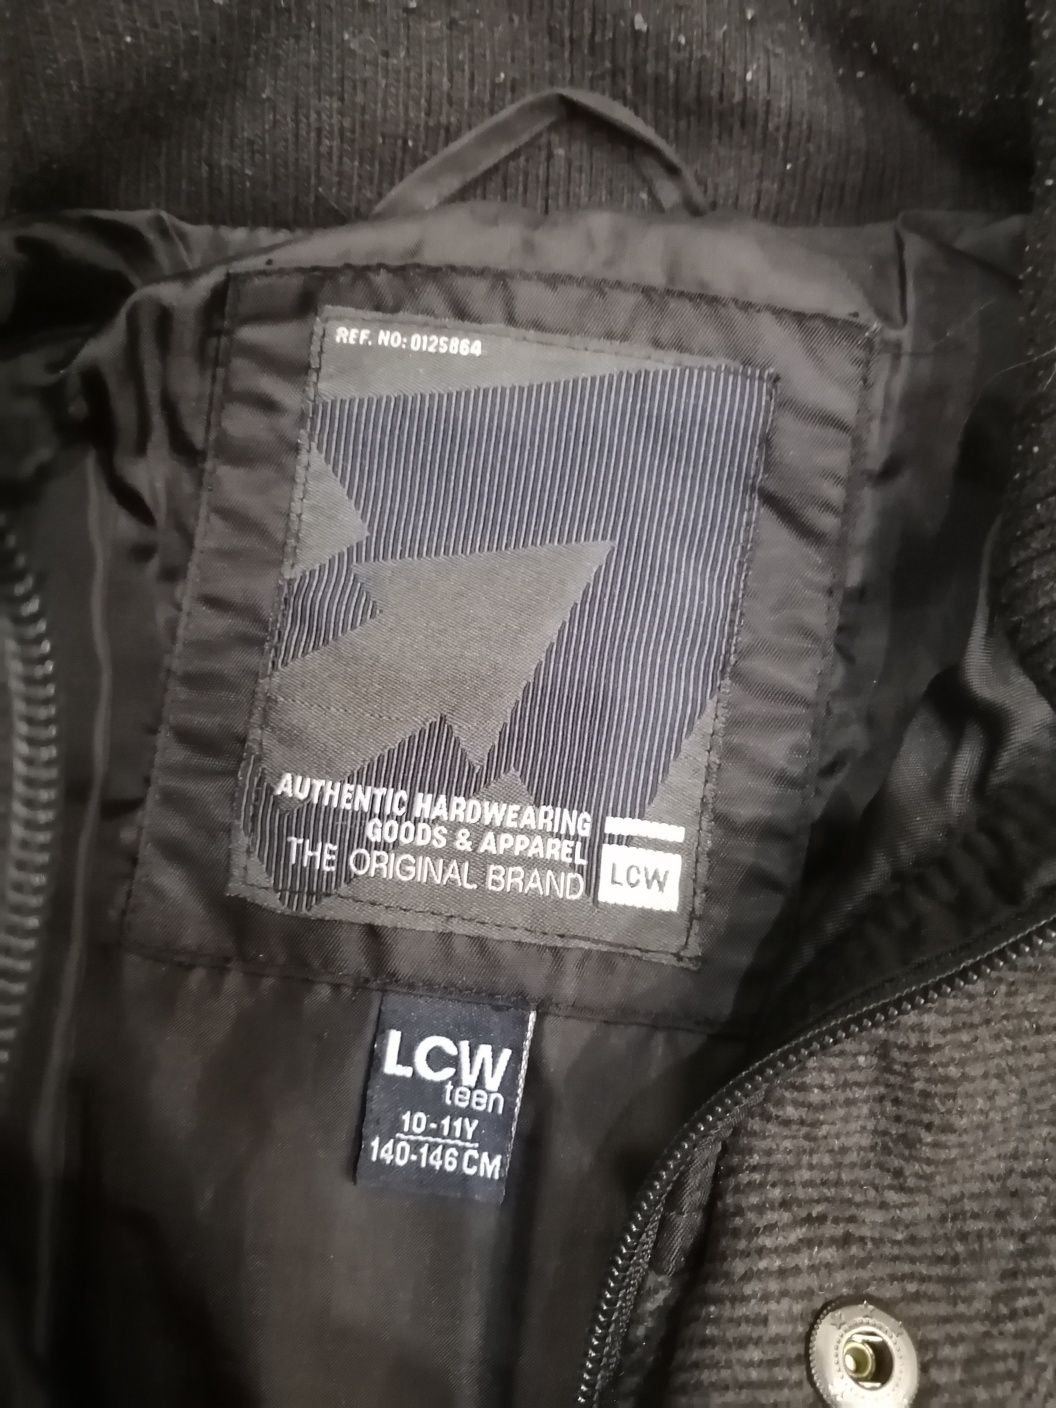 REF. NO: 0125864
AUTHENTIC HARDWEARING
GOODS & APPAREL
THE ORIGINAL BRAND
LCW
LCW
teen
10-11Y
140-146 CM